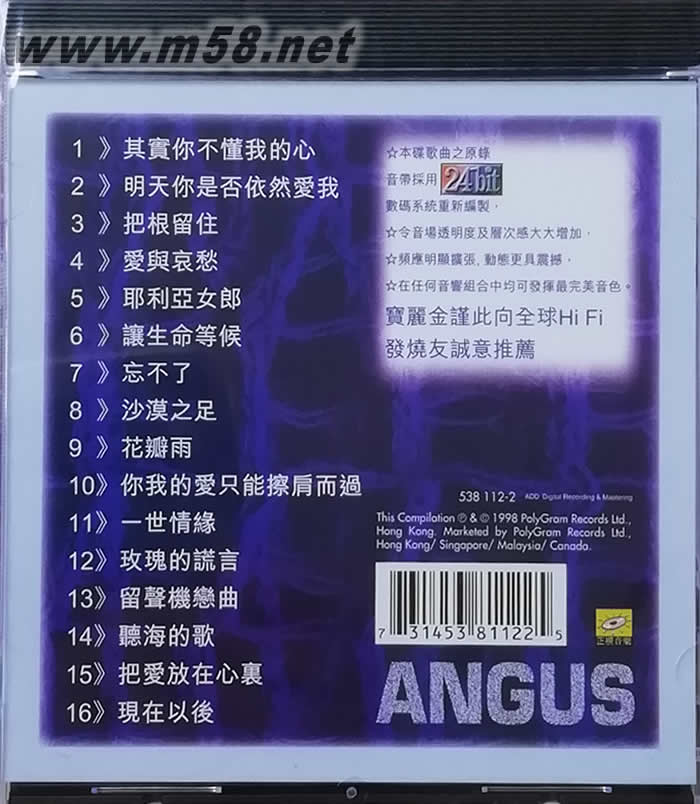 www.m58.net
1 》其實你不懂我的心
2 》明天你是否依然愛我
3 》把根留住
4 》愛與哀愁
5 》耶利亞女郎
6 》讓生命等候
7 》忘不了
8 》沙漠之足
9 》花瓣雨
10》你我的愛只能擦肩而過
11》一世情緣
12》玫瑰的謊言
13》留聲機戀曲
14》聽海的歌
15》把愛放在心裏
16》現在以後
☆本碟歌曲之原錄
音帶採用 24bit
數碼系統重新編製，
☆令音場透明度及層次感大大增加，
☆頻應明顯擴張, 動態更具震撼，
☆在任何音響組合中均可發揮最完美音色。
寶麗金謹此向全球Hi Fi
發燒友誠意推薦
538 112-2 ADD Digital Recording & Mastering
This Compilation ℗ & © 1998 PolyGram Records Ltd.,
Hong Kong. Marketed by PolyGram Records Ltd.,
Hong Kong/ Singapore/ Malaysia/ Canada.
7 31453 81122 5
正版音樂
ANGUS